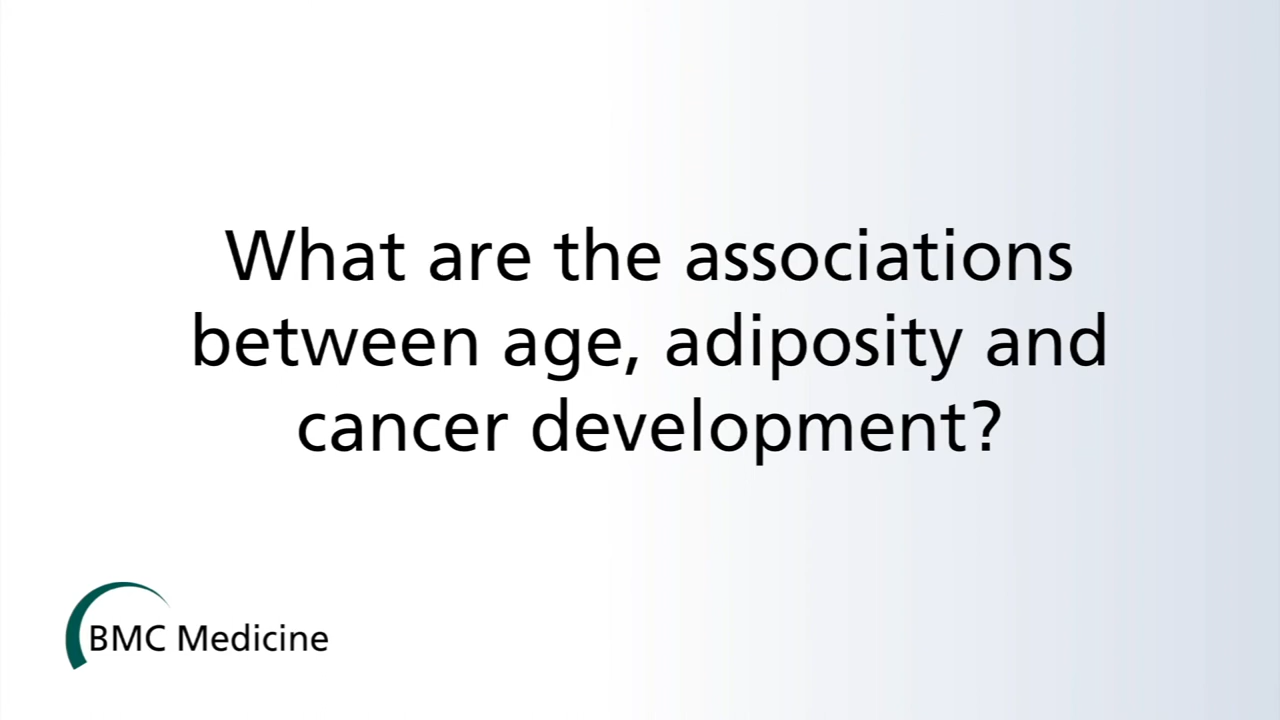 What are the associations
between age, adiposity and
cancer development?
BMC Medicine